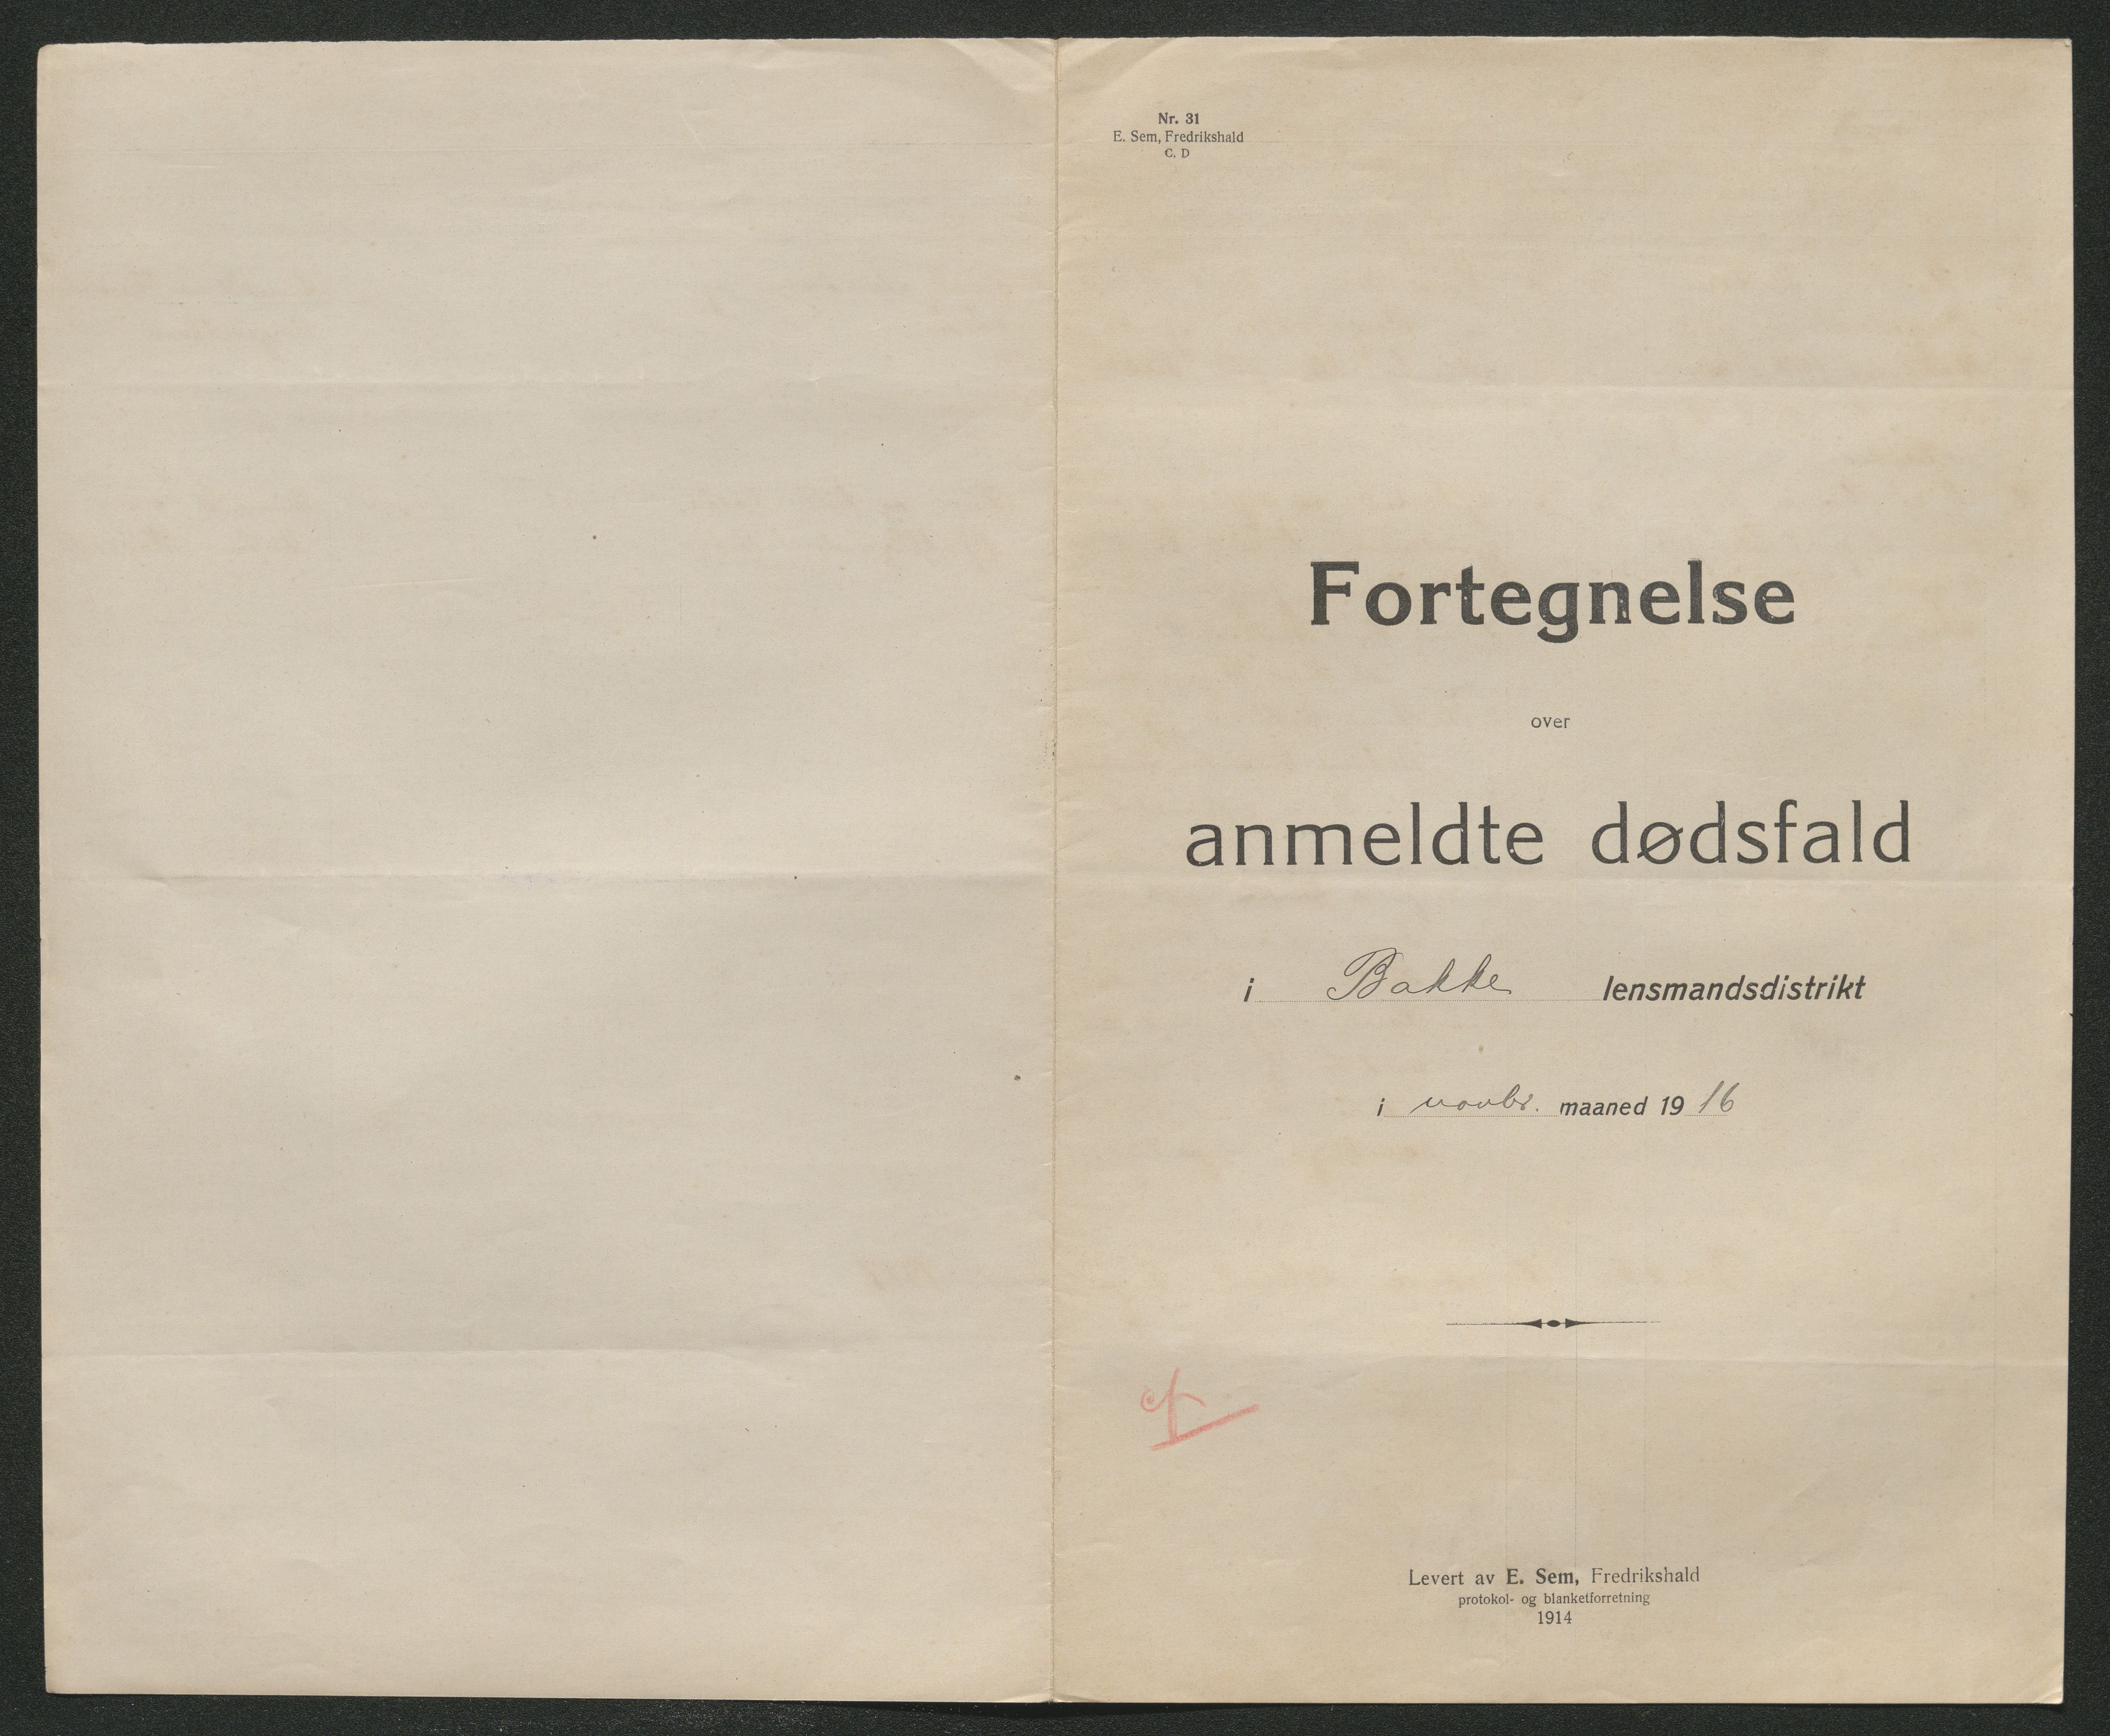 Nr. 31
E. Sem, Fredrikshald
C. D
Fortegnelse
over
anmeldte dødsfald
i Bakke lensmandsdistrikt
i novbr. maaned 1916
Levert av E. Sem, Fredrikshald
protokol- og blanketforretning
1914